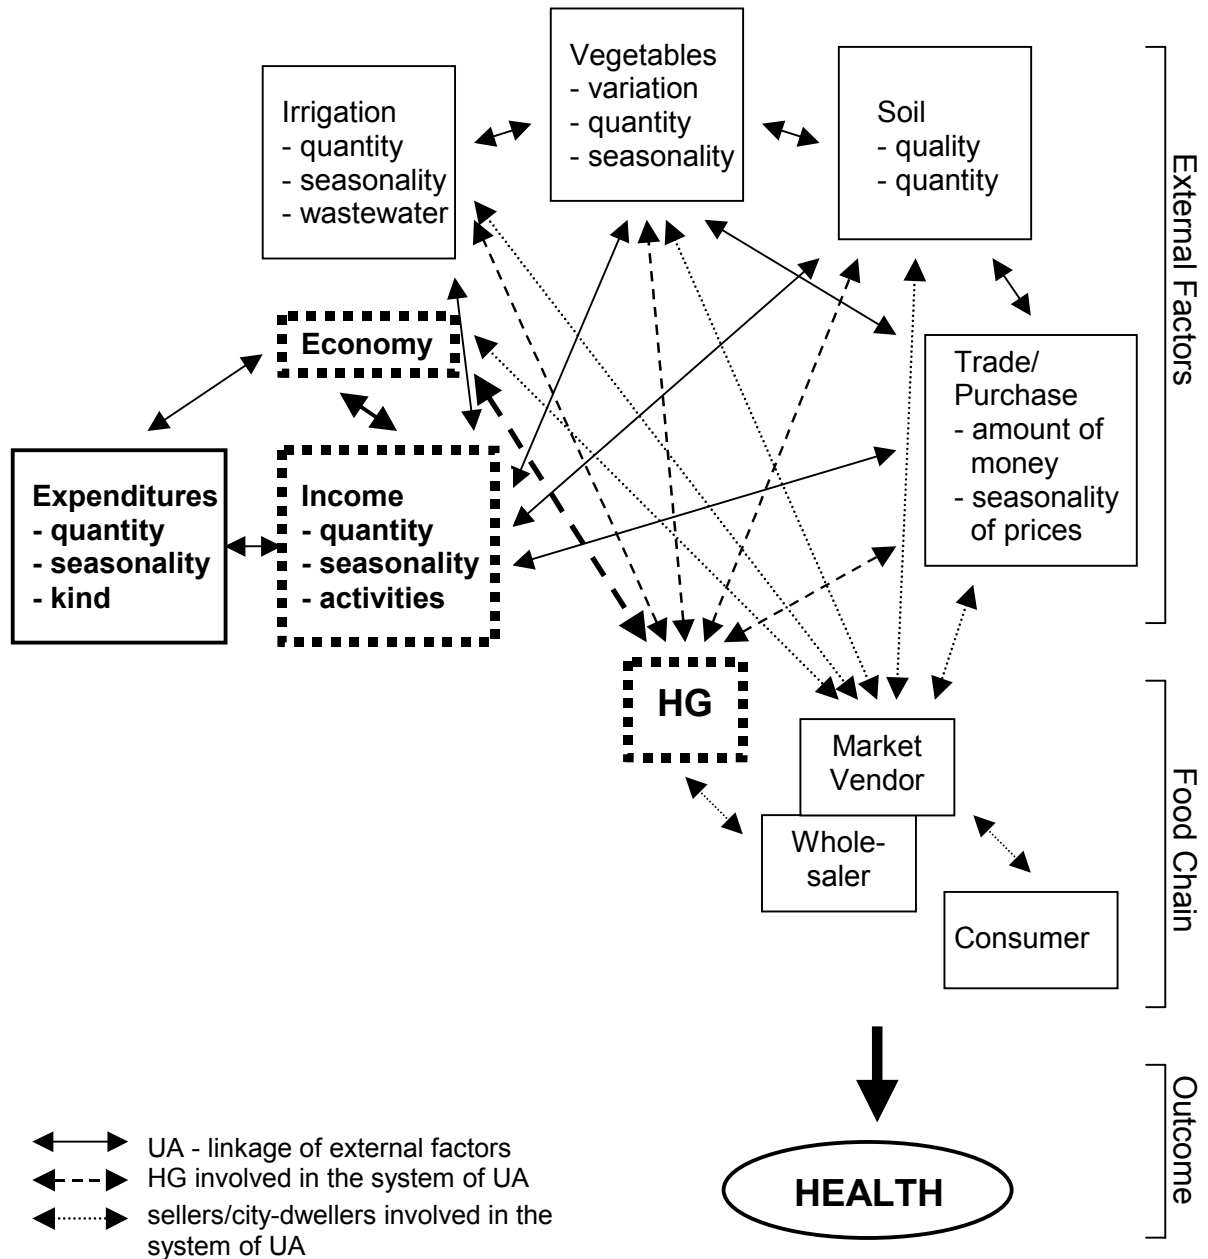 Vegetables
- variation
- quantity
- seasonality
Irrigation
- quantity
- seasonality
- wastewater
Soil
- quality
- quantity
External Factors
Economy
Trade/
Purchase
- amount of
money
- seasonality
of prices
Expenditures
- quantity
- seasonality
- kind
Income
- quantity
- seasonality
- activities
HG
Market
Vendor
Whole-
saler
Consumer
Food Chain
HEALTH
Outcome
UA - linkage of external factors
HG involved in the system of UA
sellers/city-dwellers involved in the
system of UA